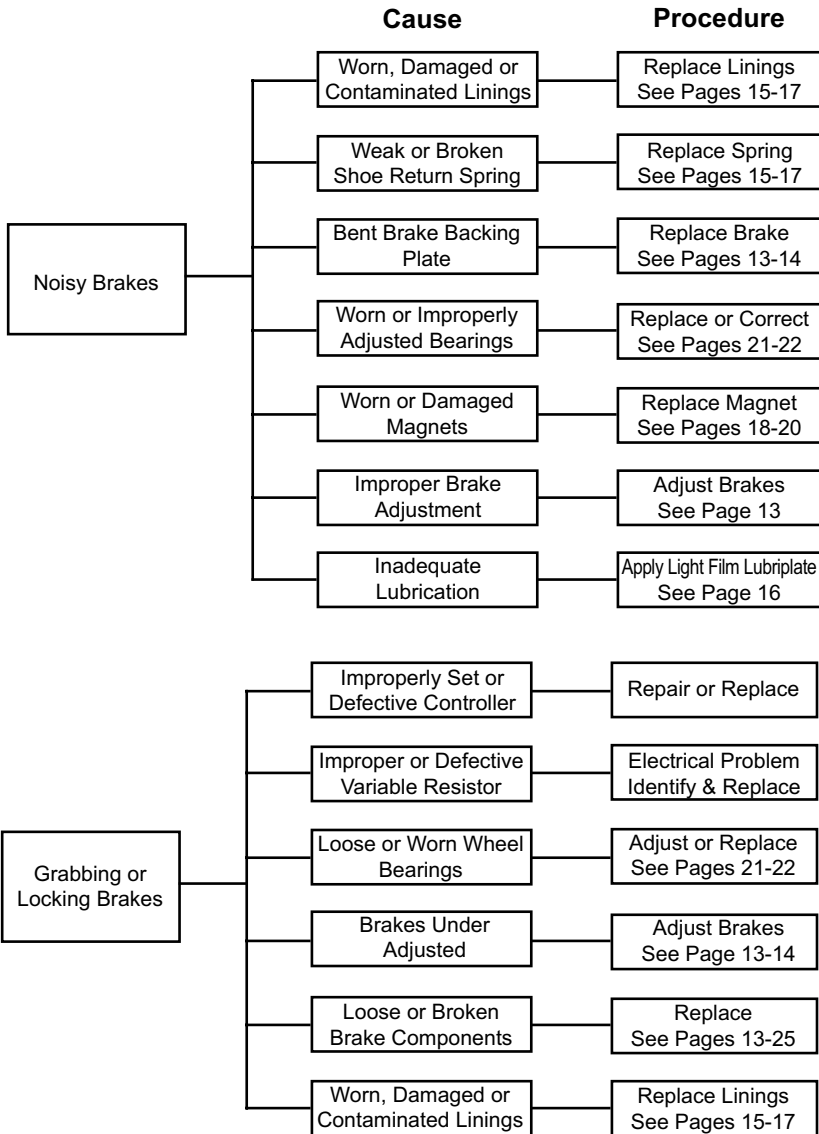 Cause
Procedure
Noisy Brakes
Worn, Damaged or
Contaminated Linings
Replace Linings
See Pages 15-17
Weak or Broken
Shoe Return Spring
Replace Spring
See Pages 15-17
Bent Brake Backing
Plate
Replace Brake
See Pages 13-14
Worn or Improperly
Adjusted Bearings
Replace or Correct
See Pages 21-22
Worn or Damaged
Magnets
Replace Magnet
See Pages 18-20
Improper Brake
Adjustment
Adjust Brakes
See Page 13
Inadequate
Lubrication
Apply Light Film Lubriplate
See Page 16
Grabbing or
Locking Brakes
Improperly Set or
Defective Controller
Repair or Replace
Improper or Defective
Variable Resistor
Electrical Problem
Identify & Replace
Loose or Worn Wheel
Bearings
Adjust or Replace
See Pages 21-22
Brakes Under
Adjusted
Adjust Brakes
See Page 13-14
Loose or Broken
Brake Components
Replace
See Pages 13-25
Worn, Damaged or
Contaminated Linings
Replace Linings
See Pages 15-17